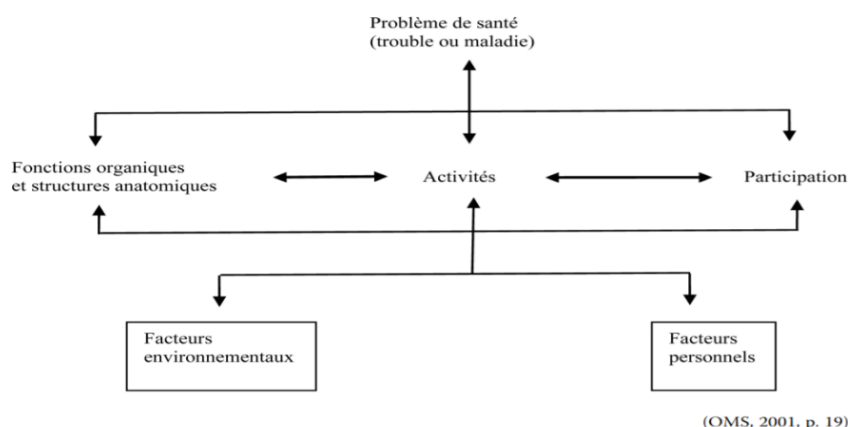 Problème de santé
(trouble ou maladie)
Fonctions organiques
et structures anatomiques
Activités
Participation
Facteurs
environnementaux
Facteurs
personnels
(OMS, 2001, p. 19)